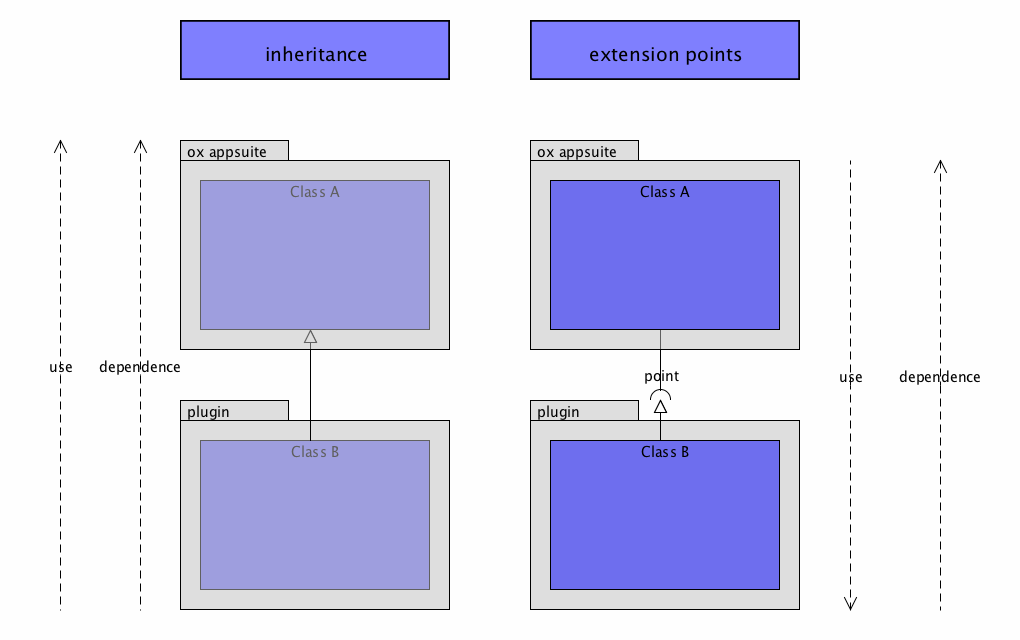 inheritance
extension points
ox appsuite
ox appsuite
Class A
Class A
use
dependence
point
use
dependence
plugin
plugin
Class B
Class B